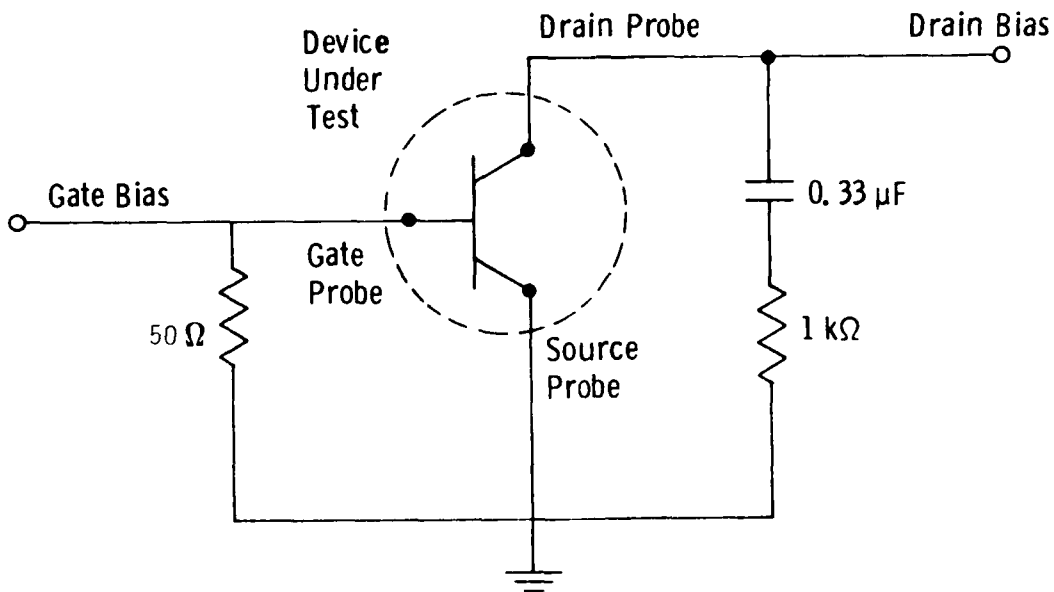 Drain Probe
Drain Bias
Device
Under
Test
Gate Bias
0.33 μF
Gate
Probe
50 Ω
1 kΩ
Source
Probe